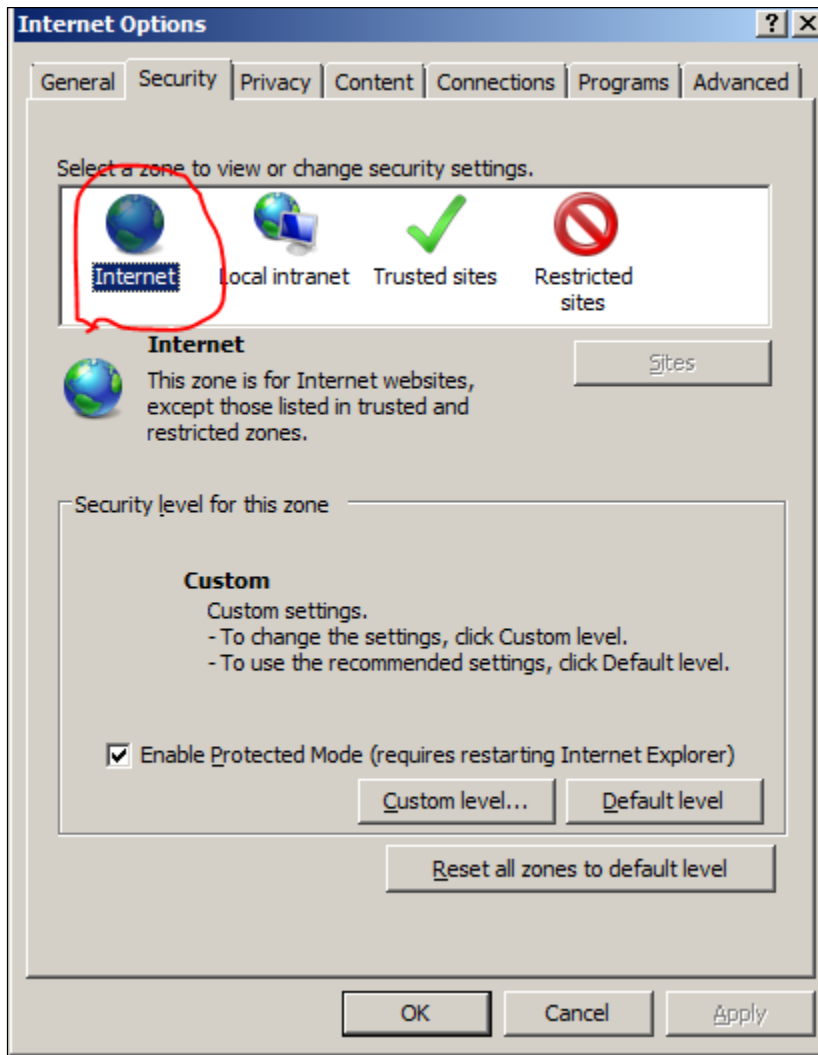 Internet Options
General Security Privacy Content Connections Programs Advanced
Select a zone to view or change security settings.
Internet Local intranet Trusted sites Restricted sites
Internet
Sites
This zone is for Internet websites,
except those listed in trusted and
restricted zones.
Security level for this zone
Custom
Custom settings.
- To change the settings, click Custom level.
- To use the recommended settings, click Default level.
Enable Protected Mode (requires restarting Internet Explorer)
Custom level... Default level
Reset all zones to default level
OK Cancel Apply